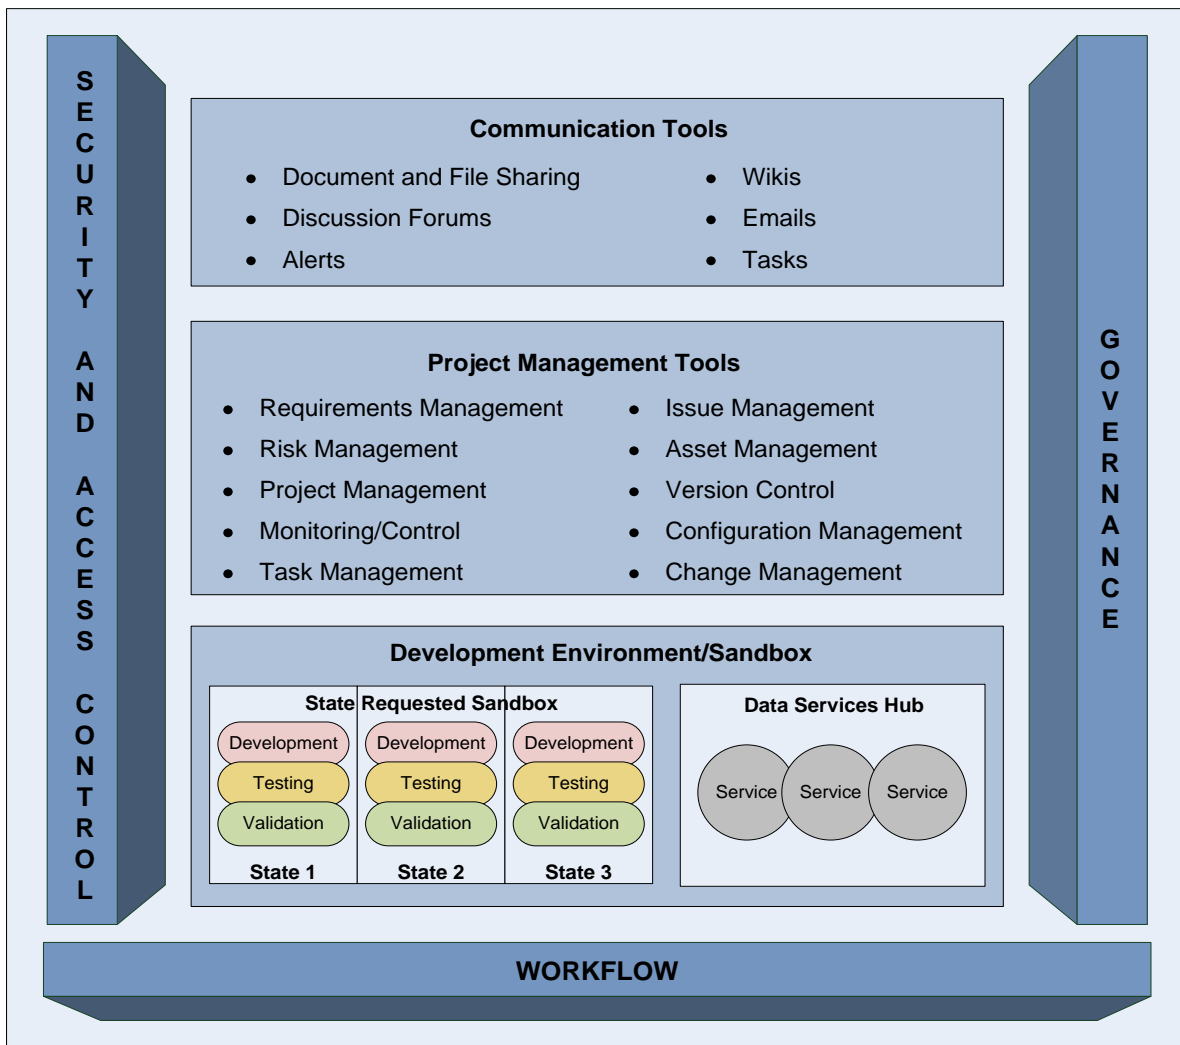 SECURITY AND ACCESS CONTROL
Communication Tools
Document and File Sharing
Discussion Forums
Alerts
Wikis
Emails
Tasks
Project Management Tools
Requirements Management
Risk Management
Project Management
Monitoring/Control
Task Management
Issue Management
Asset Management
Version Control
Configuration Management
Change Management
Development Environment/Sandbox
State Requested Sandbox
Development
Testing
Validation
State 1
Development
Testing
Validation
State 2
Development
Testing
Validation
State 3
Data Services Hub
Service
Service
Service
GOVERNANCE
WORKFLOW